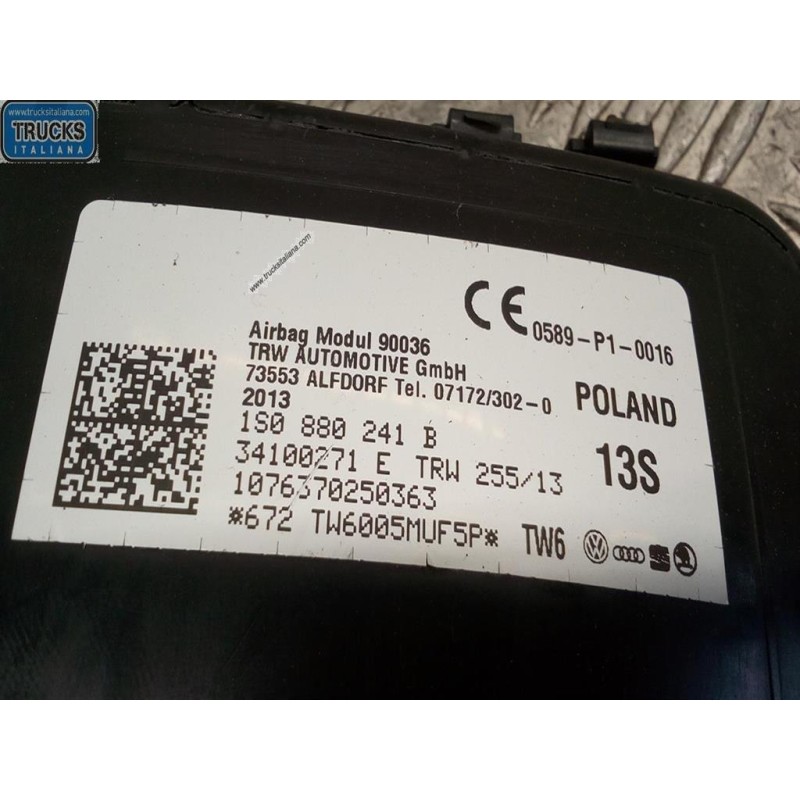 www.trucksitaliana.com
TRUCKS
ITALIANA
www.trucksitaliana.com
CE 0589-P1-0016
Airbag Modul 90036
TRW AUTOMOTIVE GmbH
73553 ALFDORF Tel. 07172/302-0
POLAND
2013
1S0 880 241 B
13S
34100271 E TRW 255/13
1076370250363
*672 TW6005MUF5P* TW6